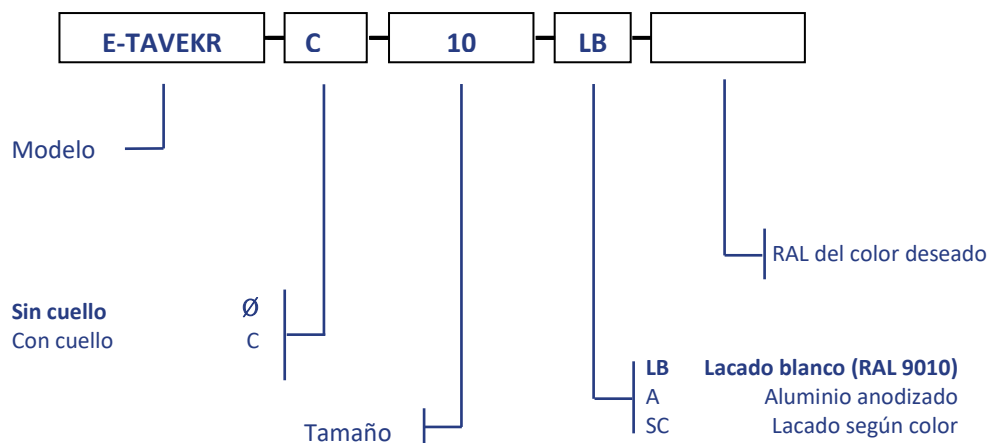 E-TAVEKR C 10 LB
Modelo
RAL del color deseado
Sin cuello Ø
Con cuello C
LB Lacado blanco (RAL 9010)
A Aluminio anodizado
SC Lacado según color
Tamaño